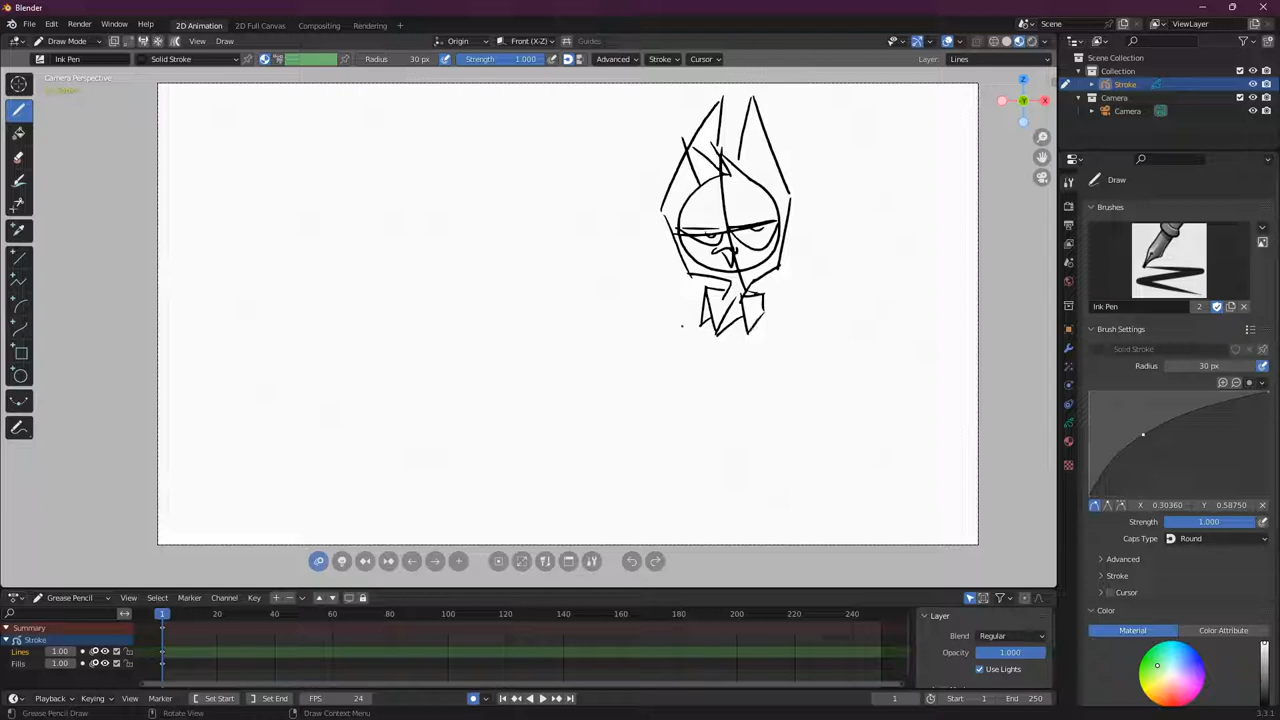 Blender
File Edit Render Window Help 2D Animation 2D Full Canvas Compositing Rendering + Scene ViewLayer
Draw Mode View Draw Origin Front (X-Z) Guides
Ink Pen Solid Stroke Radius 30 px Strength 1.000 Advanced Stroke Cursor Layer: Lines
Camera Perspective
Z
Y
X
Scene Collection
Collection
Stroke
Camera
Camera
Draw
Brushes
Ink Pen 2
Brush Settings
Solid Stroke
Radius 30 px
X 0.30360 Y 0.58750
Strength 1.000
Caps Type Round
Advanced
Stroke
Cursor
Color
Material Color Attribute
Grease Pencil View Select Marker Channel Key
1 20 40 60 80 100 120 140 160 180 200 220 240
Summary
Stroke
Lines 1.00
Fills 1.00
Layer
Blend Regular
Opacity 1.000
Use Lights
Playback Keying View Marker Set Start Set End FPS 24 1 Start 1 End 250
Grease Pencil Draw Rotate View Draw Context Menu 3.3.1